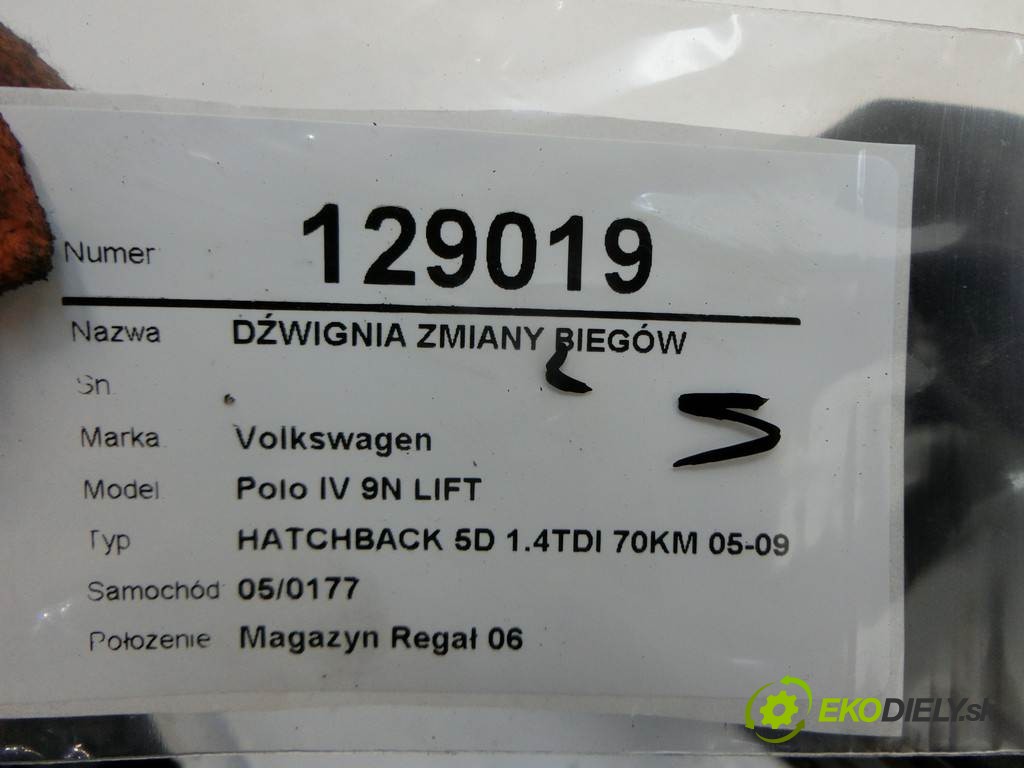 Numer 129019
Nazwa DŹWIGNIA ZMIANY BIEGÓW
Sn.
Marka Volkswagen
Model Polo IV 9N LIFT
Typ HATCHBACK 5D 1.4TDI 70KM 05-09
Samochód 05/0177
Położenie Magazyn Regał 06
EKODIELY.sk